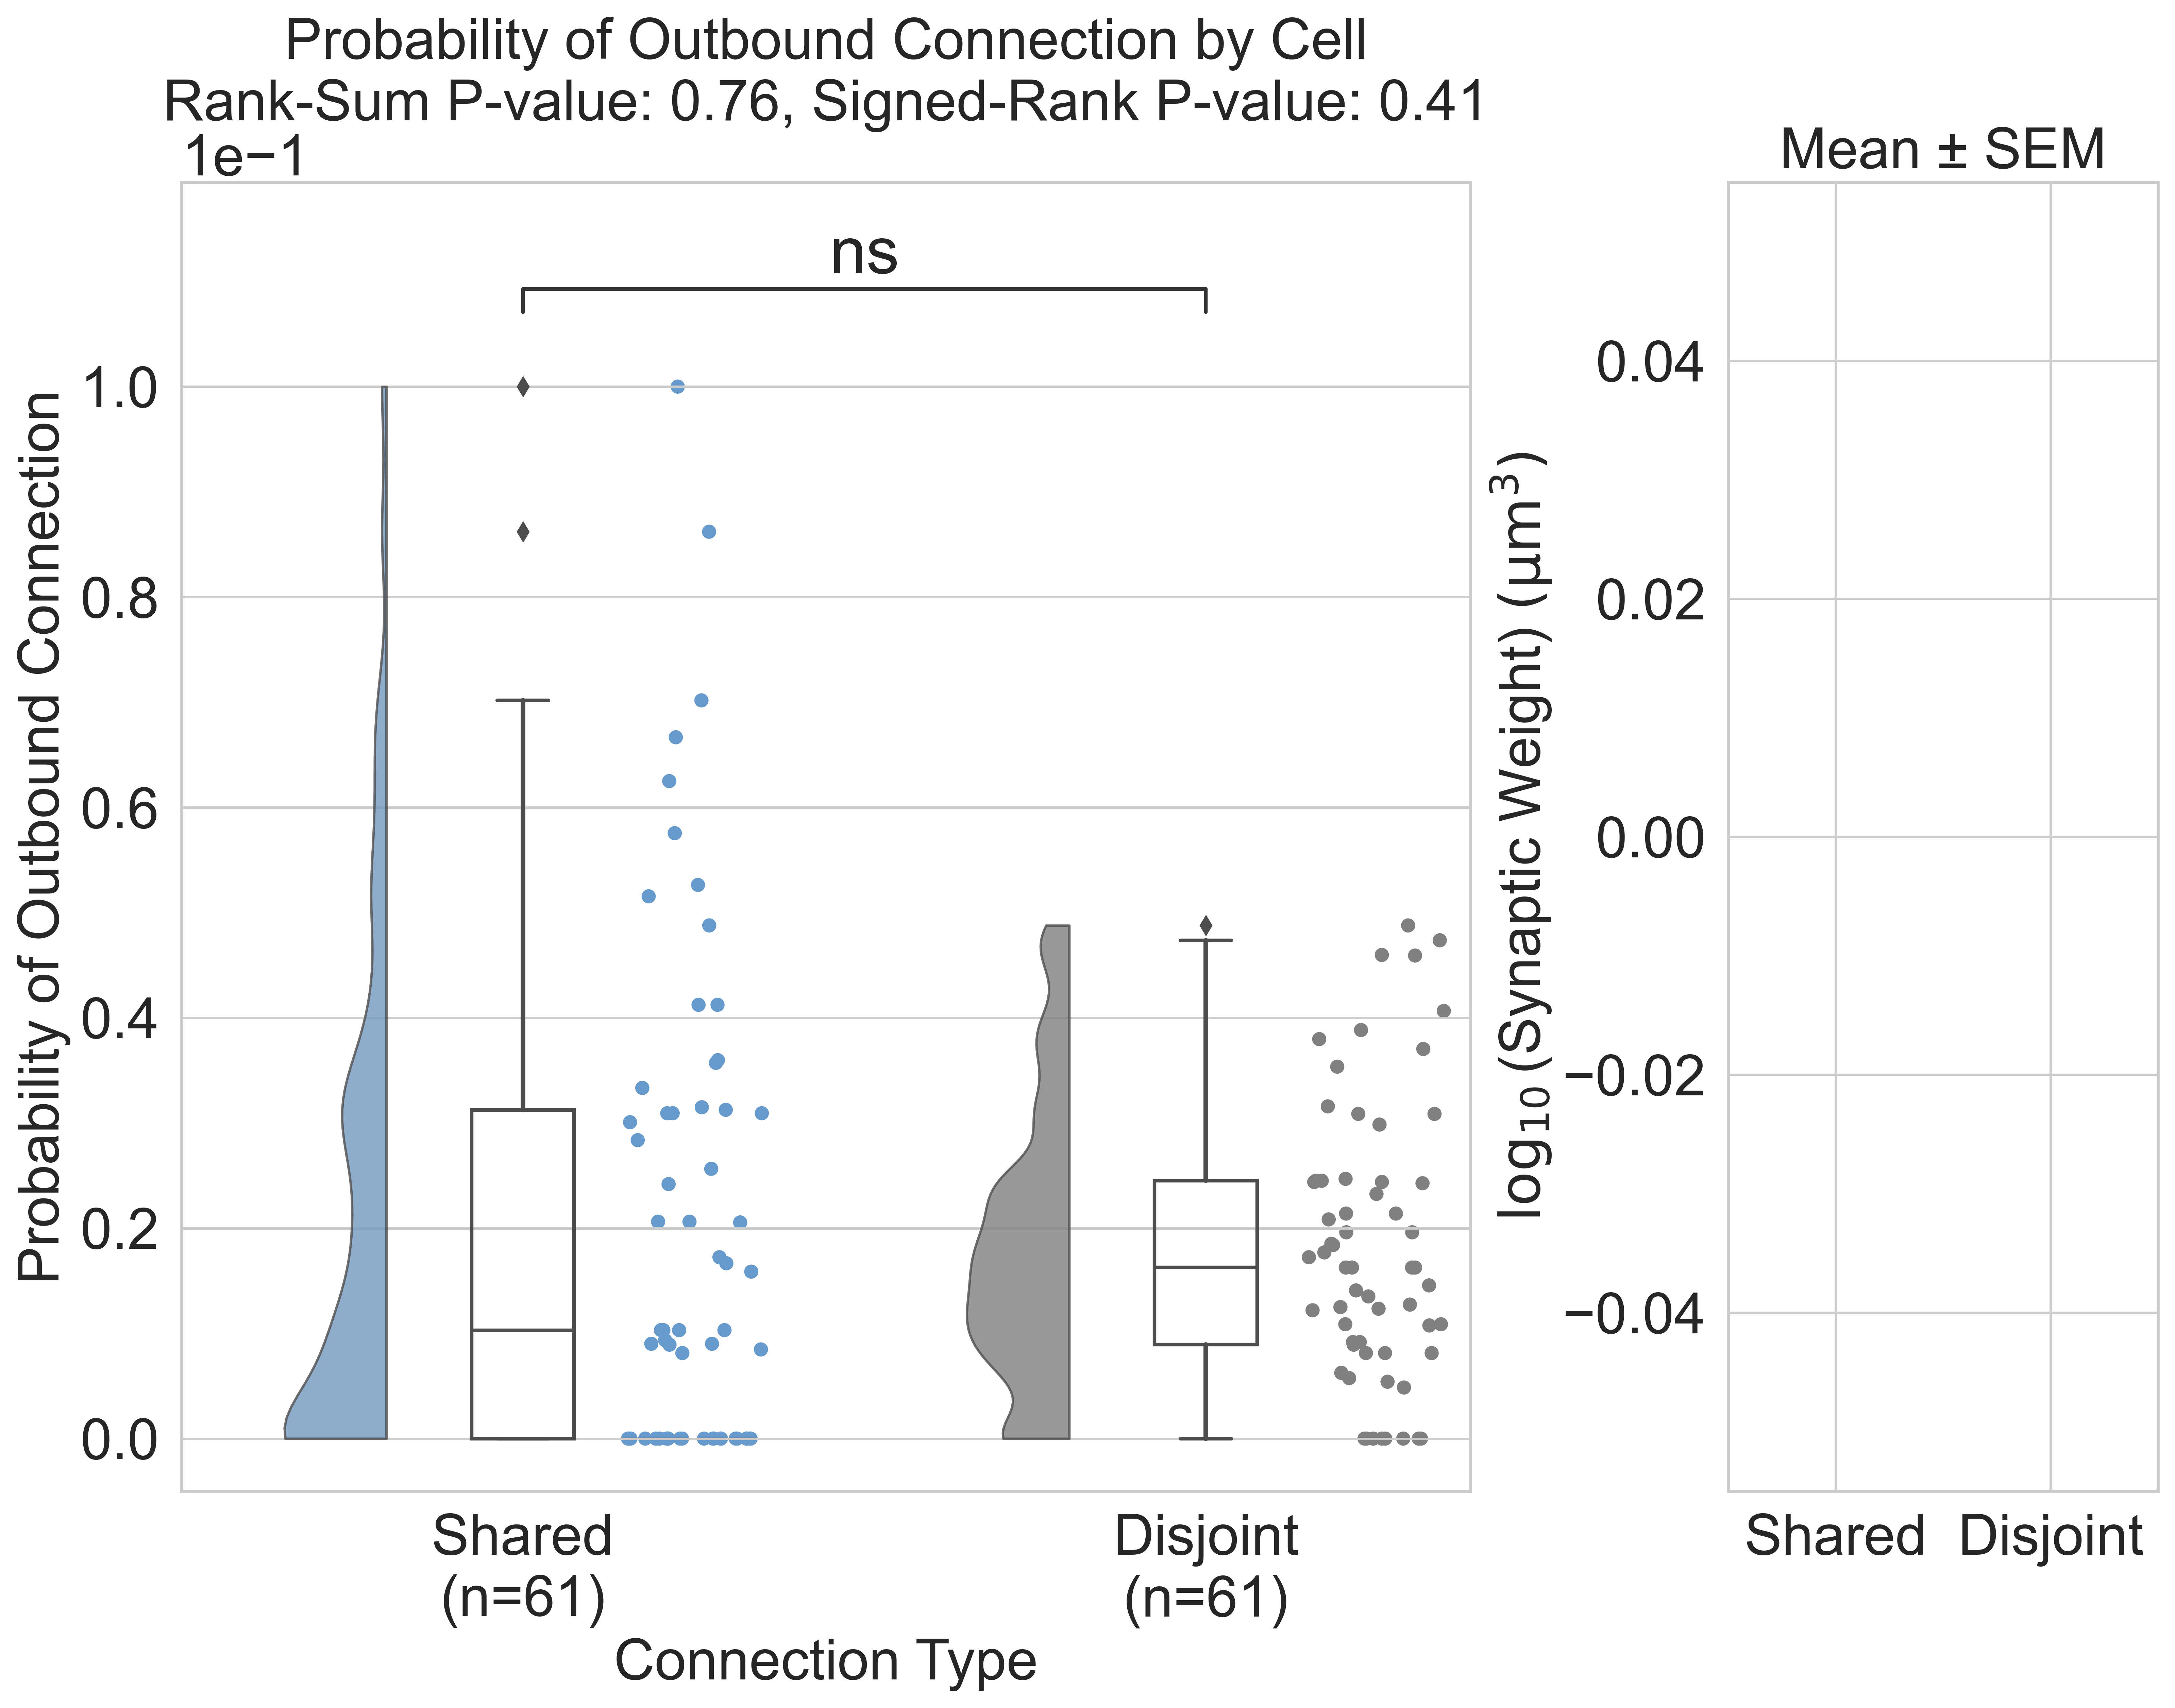 Probability of Outbound Connection by Cell
Rank-Sum P-value: 0.76, Signed-Rank P-value: 0.41
1e−1
Mean ± SEM
ns
Probability of Outbound Connection
1.0
0.8
0.6
0.4
0.2
0.0
Shared
(n=61)
Disjoint
(n=61)
Connection Type
log₁₀(Synaptic Weight) (μm³)
0.04
0.02
0.00
−0.02
−0.04
Shared Disjoint